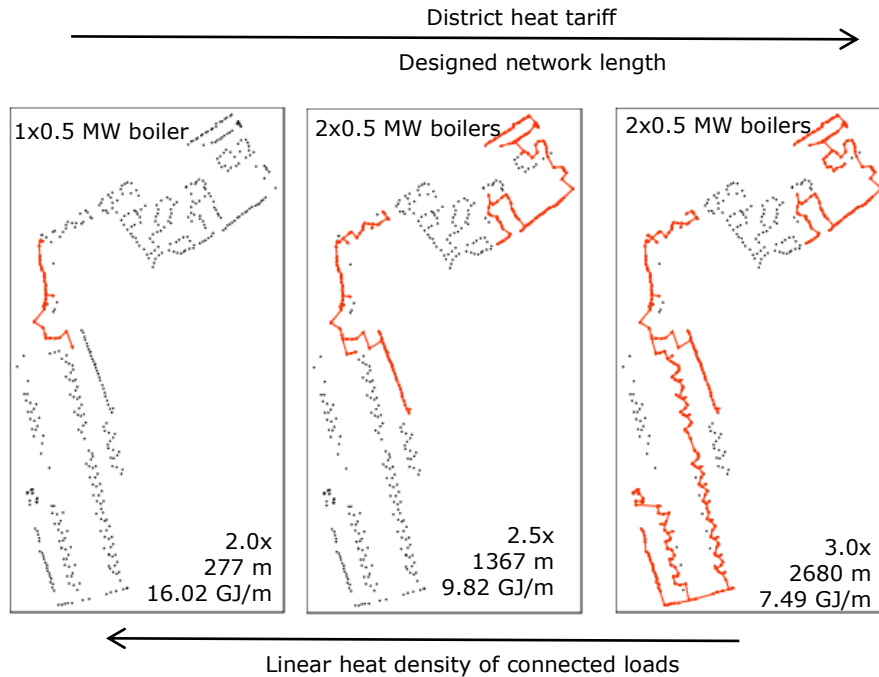 District heat tariff
Designed network length
1x0.5 MW boiler
2.0x
277 m
16.02 GJ/m
2x0.5 MW boilers
2.5x
1367 m
9.82 GJ/m
2x0.5 MW boilers
3.0x
2680 m
7.49 GJ/m
Linear heat density of connected loads